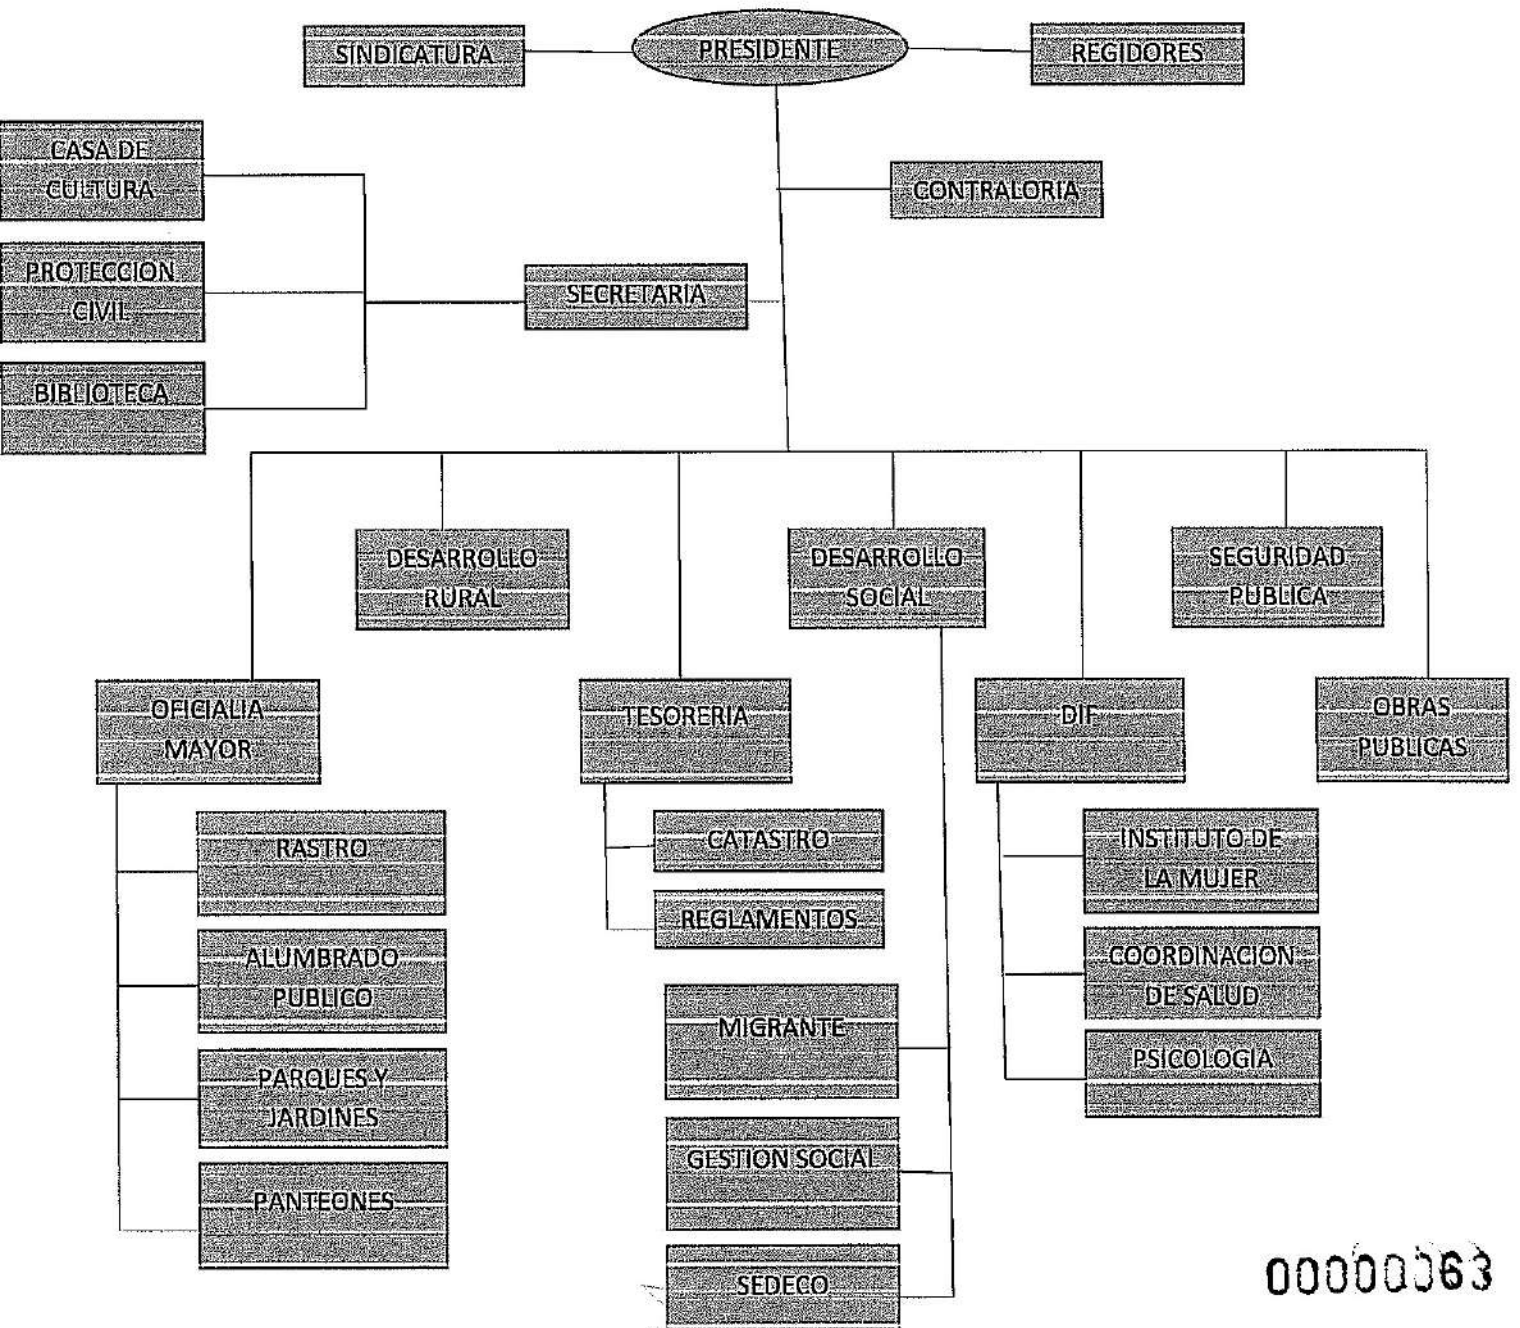 SINDICATURA
PRESIDENTE
REGIDORES
CASA DE
CULTURA
CONTRALORIA
PROTECCION
CIVIL
SECRETARIA
BIBLIOTECA
DESARROLLO
RURAL
DESARROLLO
SOCIAL
SEGURIDAD
PUBLICA
OFICIALIA
MAYOR
TESORERIA
DIF
OBRAS
PUBLICAS
RASTRO
ALUMBRADO
PUBLICO
PARQUES Y
JARDINES
PANTEONES
CATASTRO
REGLAMENTOS
MIGRANTE
GESTION SOCIAL
SEDECO
INSTITUTO DE
LA MUJER
COORDINACION
DE SALUD
PSICOLOGIA
00000063